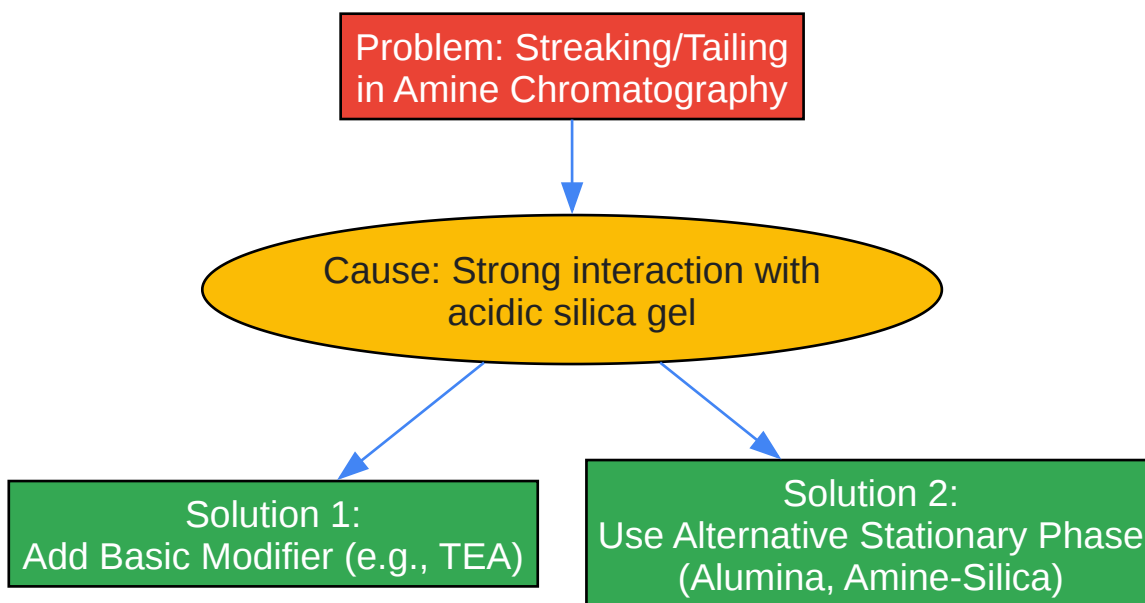 Problem: Streaking/Tailing
in Amine Chromatography
Cause: Strong interaction with
acidic silica gel
Solution 1:
Add Basic Modifier (e.g., TEA)
Solution 2:
Use Alternative Stationary Phase
(Alumina, Amine-Silica)